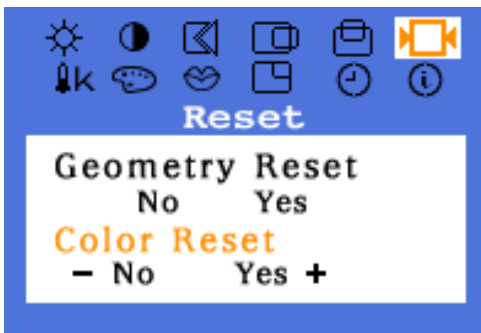 K
Reset
Geometry Reset
No Yes
Color Reset
- No Yes +